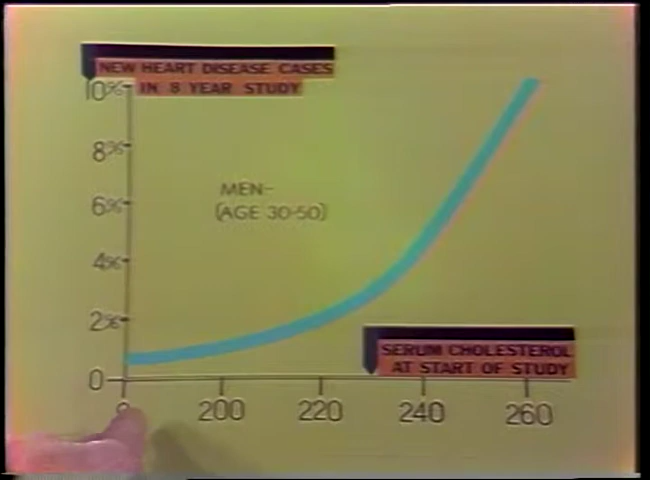 NEW HEART DISEASE CASES
IN 8 YEAR STUDY
10%
8%
6%
4%
2%
0
MEN-
(AGE 30-50)
SERUM CHOLESTEROL
AT START OF STUDY
200
220
240
260